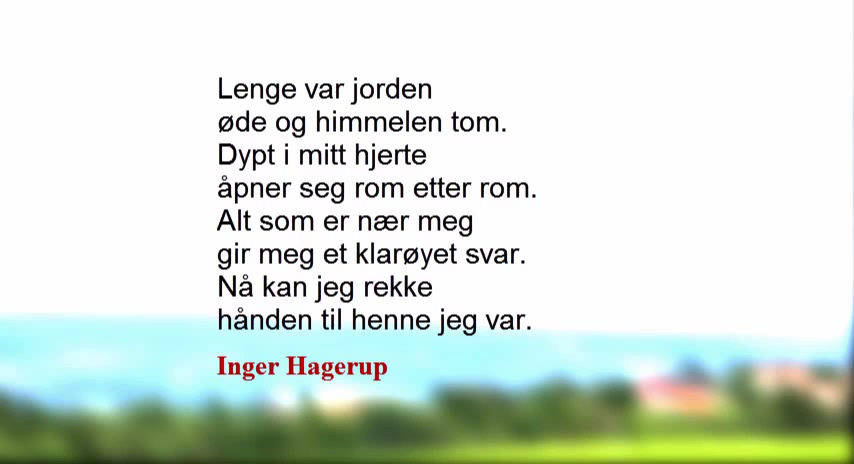 Lenge var jorden
øde og himmelen tom.
Dypt i mitt hjerte
åpner seg rom etter rom.
Alt som er nær meg
gir meg et klarøyet svar.
Nå kan jeg rekke
hånden til henne jeg var.
Inger Hagerup